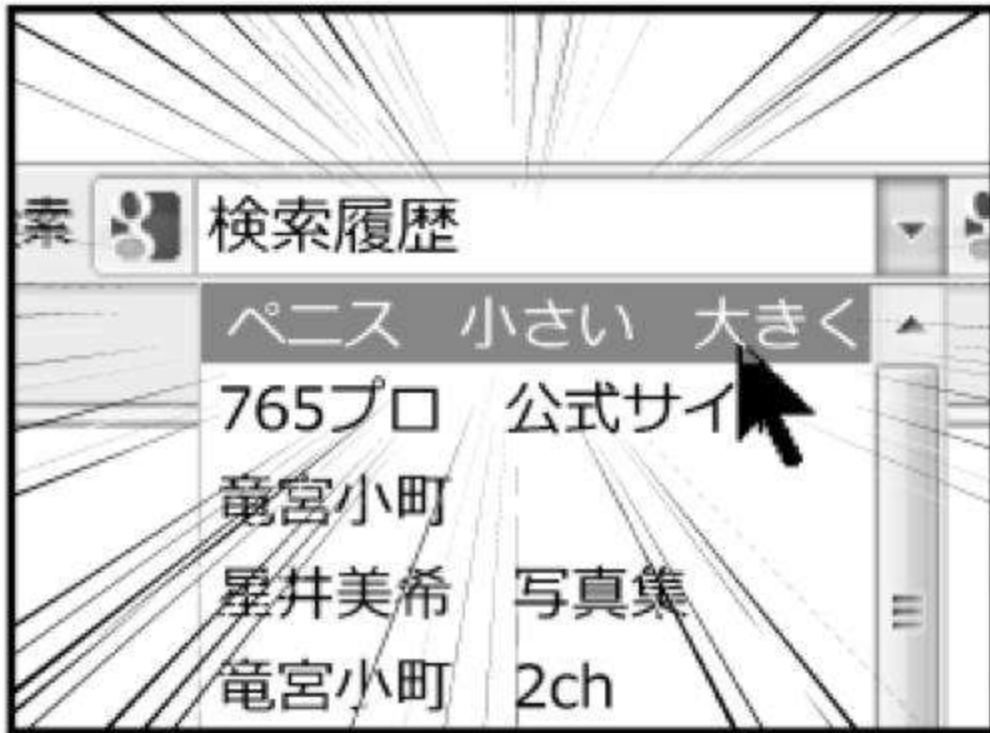 索 検索履歴
ペニス 小さい 大きく
765プロ 公式サイ
竜宮小町
星井美希 写真集
竜宮小町 2ch